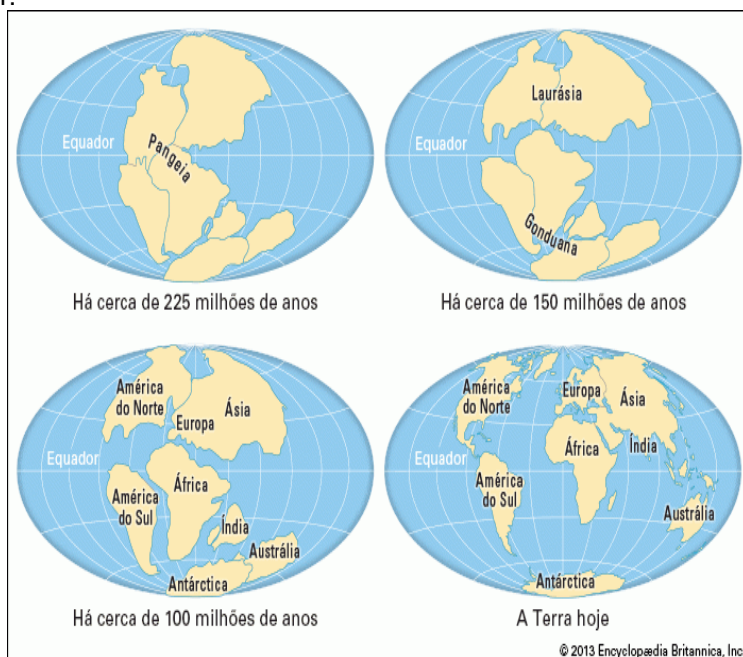 Equador
Pangeia
Há cerca de 225 milhões de anos
Laurásia
Equador
Gonduana
Há cerca de 150 milhões de anos
América
do Norte
Europa
Ásia
Equador
América
do Sul
África
Índia
Austrália
Antárctica
Há cerca de 100 milhões de anos
América
do Norte
Europa
Ásia
Equador
África
Índia
América
do Sul
Austrália
Antárctica
A Terra hoje
© 2013 Encyclopædia Britannica, Inc